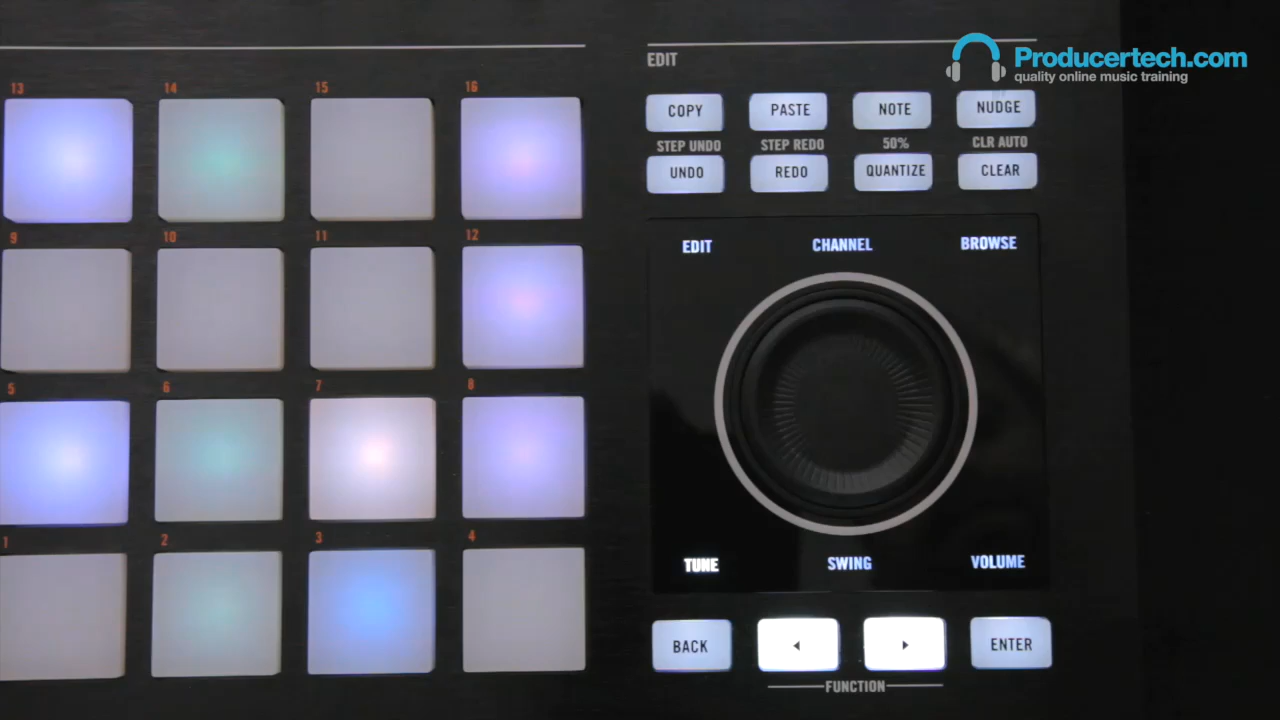 Producertech.com
quality online music training
EDIT
13 14 15 16
COPY PASTE NOTE NUDGE
STEP UNDO STEP REDO 50% CLR AUTO
UNDO REDO QUANTIZE CLEAR
9 10 11 12
EDIT CHANNEL BROWSE
5 6 7 8
1 2 3 4
TUNE SWING VOLUME
BACK ENTER
FUNCTION